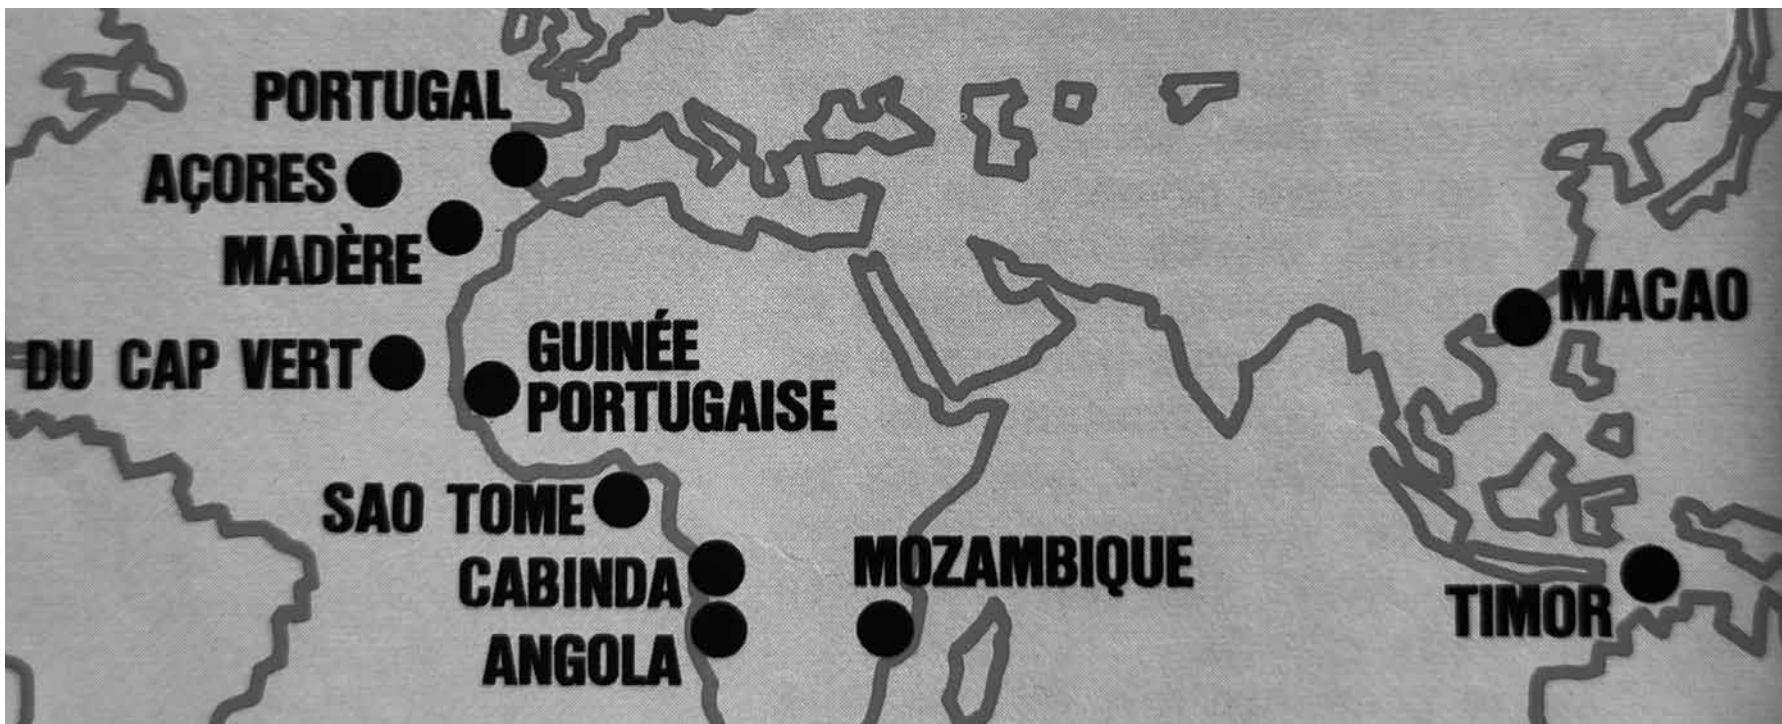 PORTUGAL
AÇORES
MADÈRE
DU CAP VERT
GUINÉE
PORTUGAISE
MACAO
SAO TOME
CABINDA
ANGOLA
MOZAMBIQUE
TIMOR